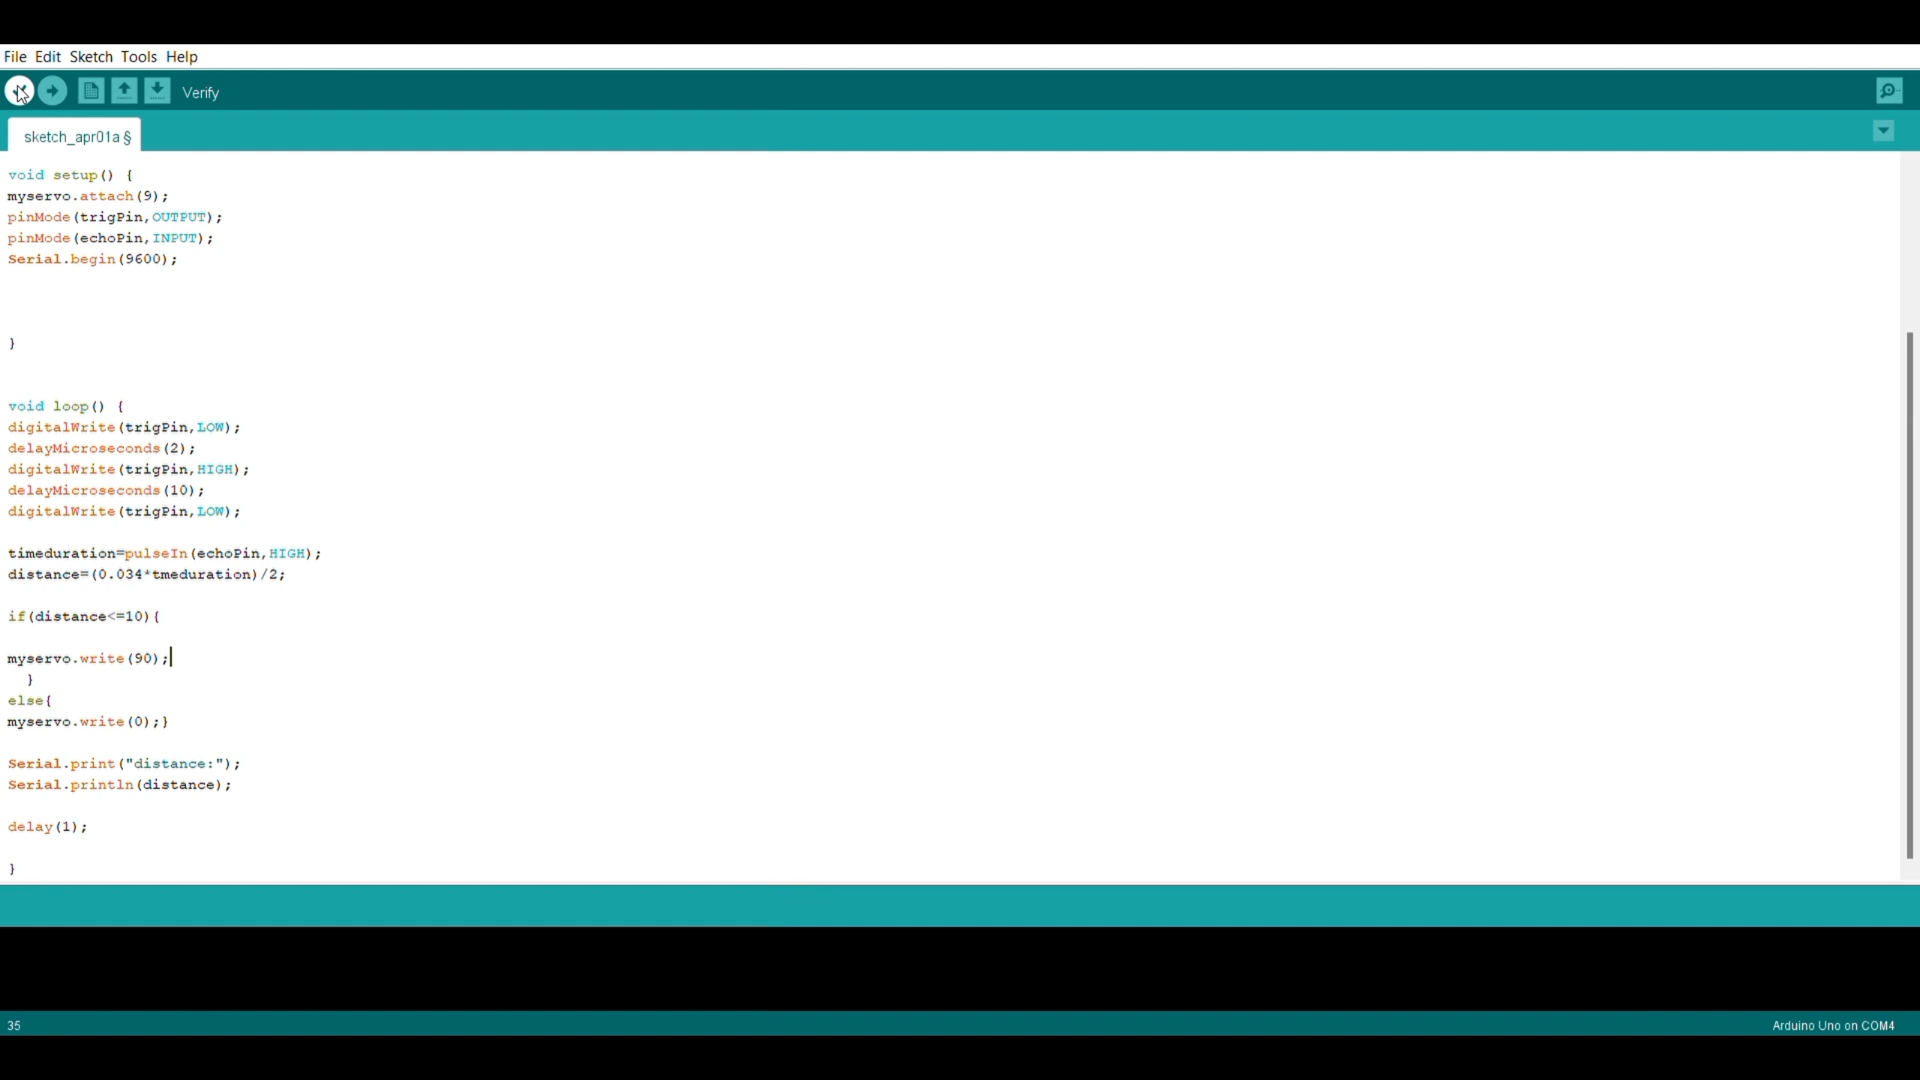 File Edit Sketch Tools Help
Verify
sketch_apr01a §
void setup() {
myservo.attach(9);
pinMode(trigPin,OUTPUT);
pinMode(echoPin,INPUT);
Serial.begin(9600);
}
void loop() {
digitalWrite(trigPin,LOW);
delayMicroseconds(2);
digitalWrite(trigPin,HIGH);
delayMicroseconds(10);
digitalWrite(trigPin,LOW);
timeduration=pulseIn(echoPin,HIGH);
distance=(0.034*tmeduration)/2;
if(distance<=10){
myservo.write(90);
}
else{
myservo.write(0);}
Serial.print("distance:");
Serial.println(distance);
delay(1);
}
35
Arduino Uno on COM4